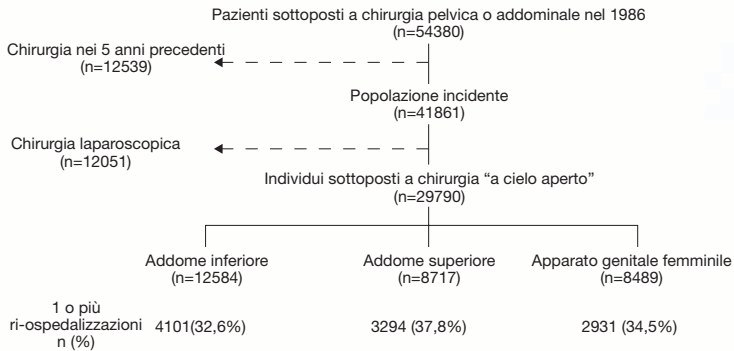 Pazienti sottoposti a chirurgia pelvica o addominale nel 1986
(n=54380)
Chirurgia nei 5 anni precedenti
(n=12539)
Popolazione incidente
(n=41861)
Chirurgia laparoscopica
(n=12051)
Individui sottoposti a chirurgia “a cielo aperto”
(n=29790)
Addome inferiore
(n=12584)
Addome superiore
(n=8717)
Apparato genitale femminile
(n=8489)
1 o più
ri-ospedalizzazioni
n (%)
4101(32,6%)
3294 (37,8%)
2931 (34,5%)